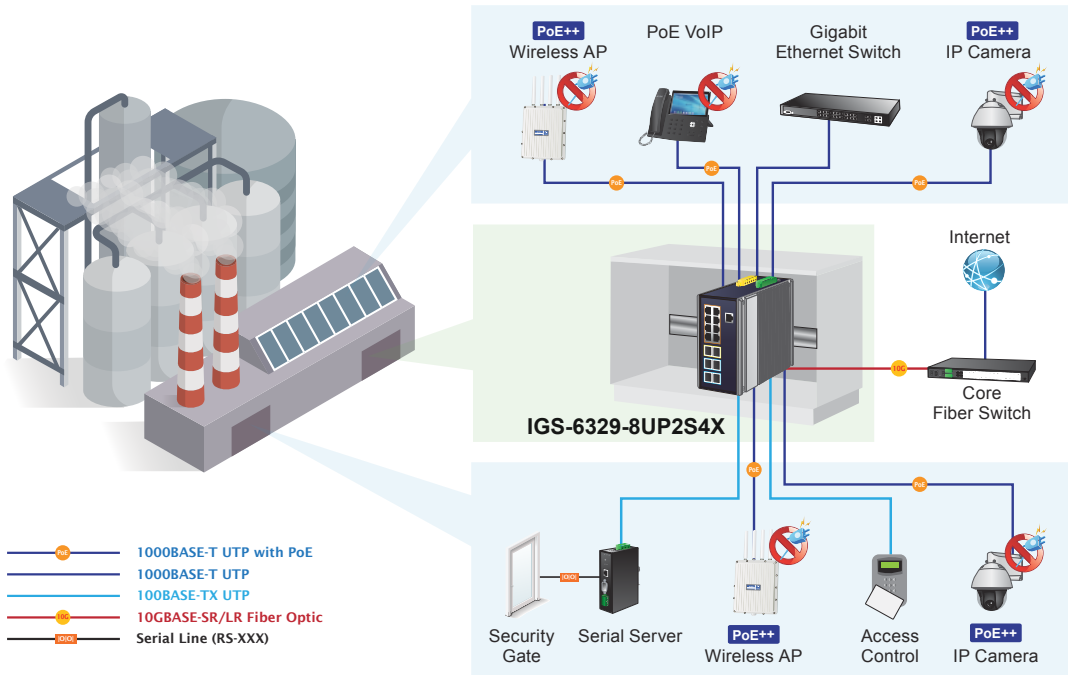 PoE++
Wireless AP
PoE VoIP
Gigabit
Ethernet Switch
PoE++
IP Camera
PoE
PoE
PoE
Internet
10G
Core
Fiber Switch
IGS-6329-8UP2S4X
PoE
PoE
1000BASE-T UTP with PoE
PoE
1000BASE-T UTP
100BASE-TX UTP
10G
10GBASE-SR/LR Fiber Optic
|O|O|
Serial Line (RS-XXX)
|O|O|
Security
Gate
Serial Server
PoE++
Wireless AP
Access
Control
PoE++
IP Camera